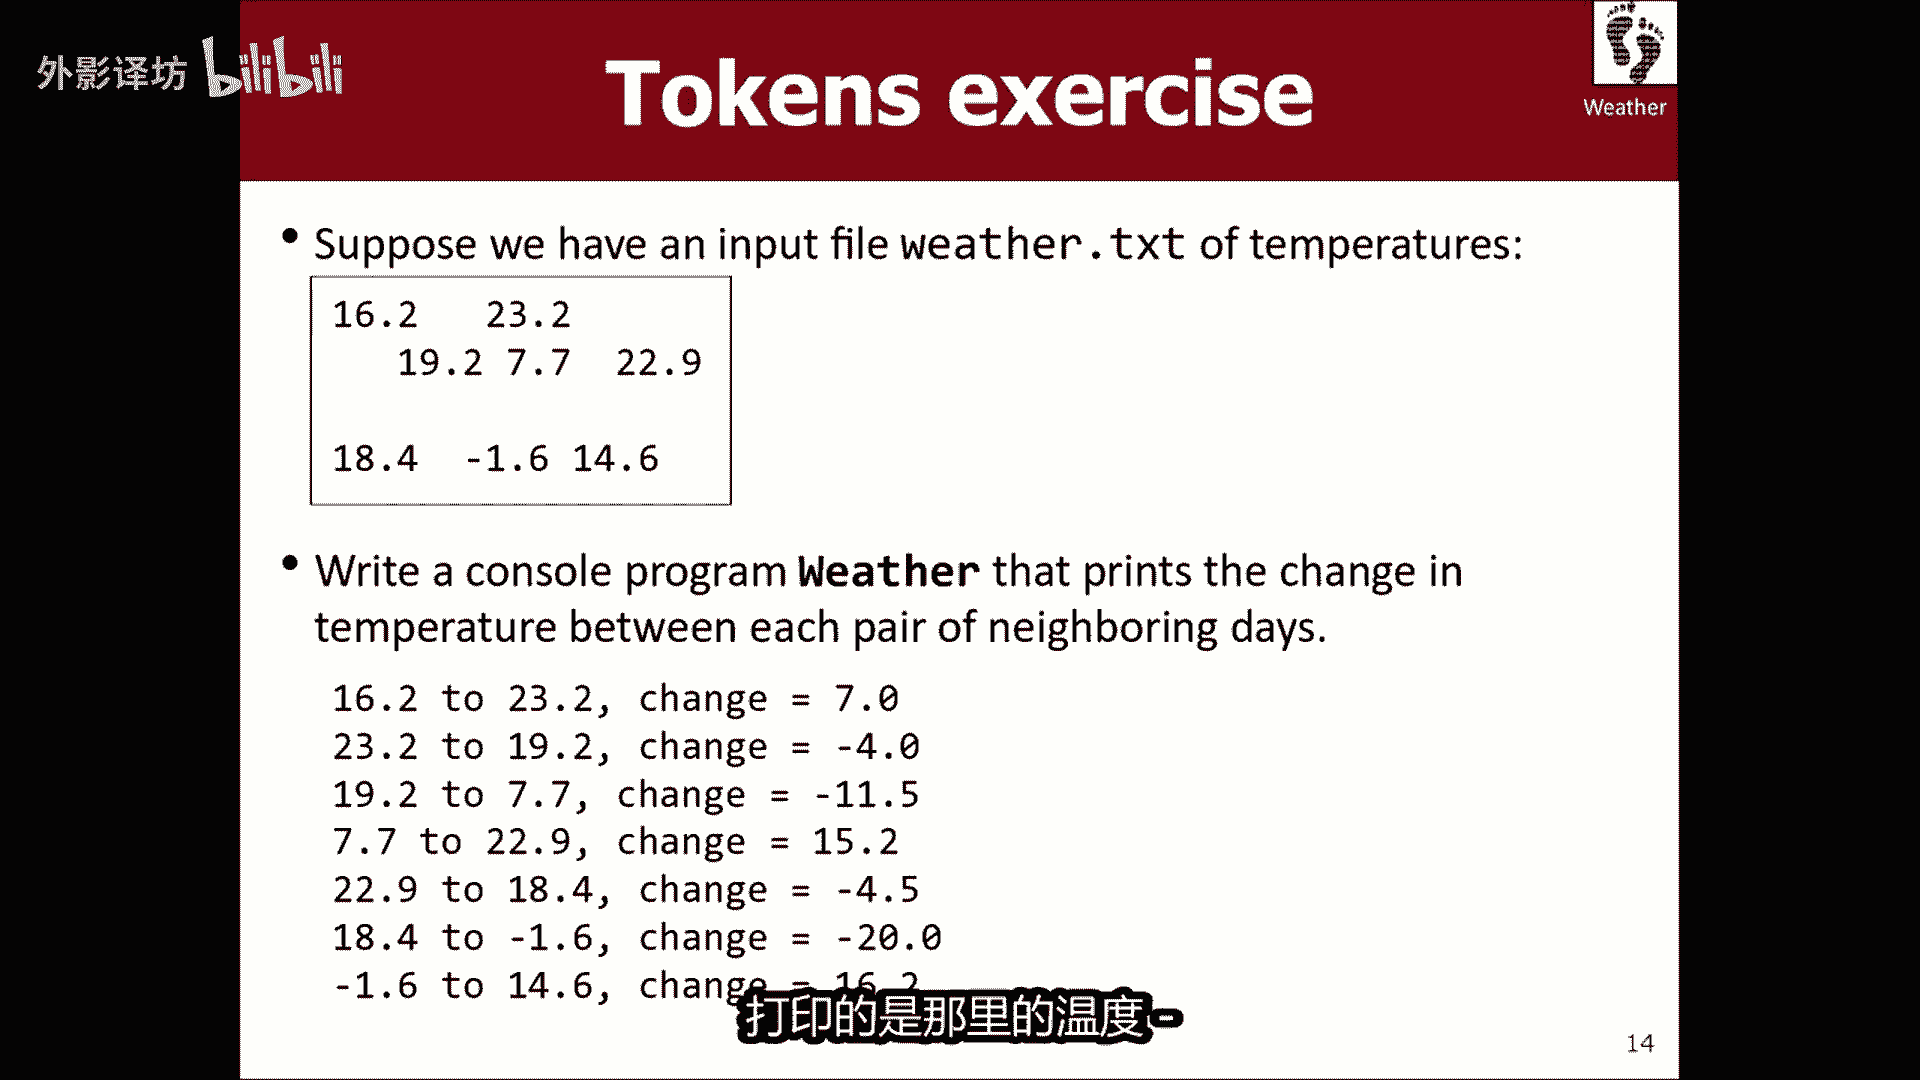 外影译坊 bilibili
Tokens exercise
Weather
• Suppose we have an input file weather.txt of temperatures:
16.2   23.2
   19.2 7.7  22.9
18.4  -1.6 14.6
• Write a console program Weather that prints the change in
temperature between each pair of neighboring days.
16.2 to 23.2, change = 7.0
23.2 to 19.2, change = -4.0
19.2 to 7.7, change = -11.5
7.7 to 22.9, change = 15.2
22.9 to 18.4, change = -4.5
18.4 to -1.6, change = -20.0
-1.6 to 14.6, change = 16.2
打印的是那里的温度 -
14